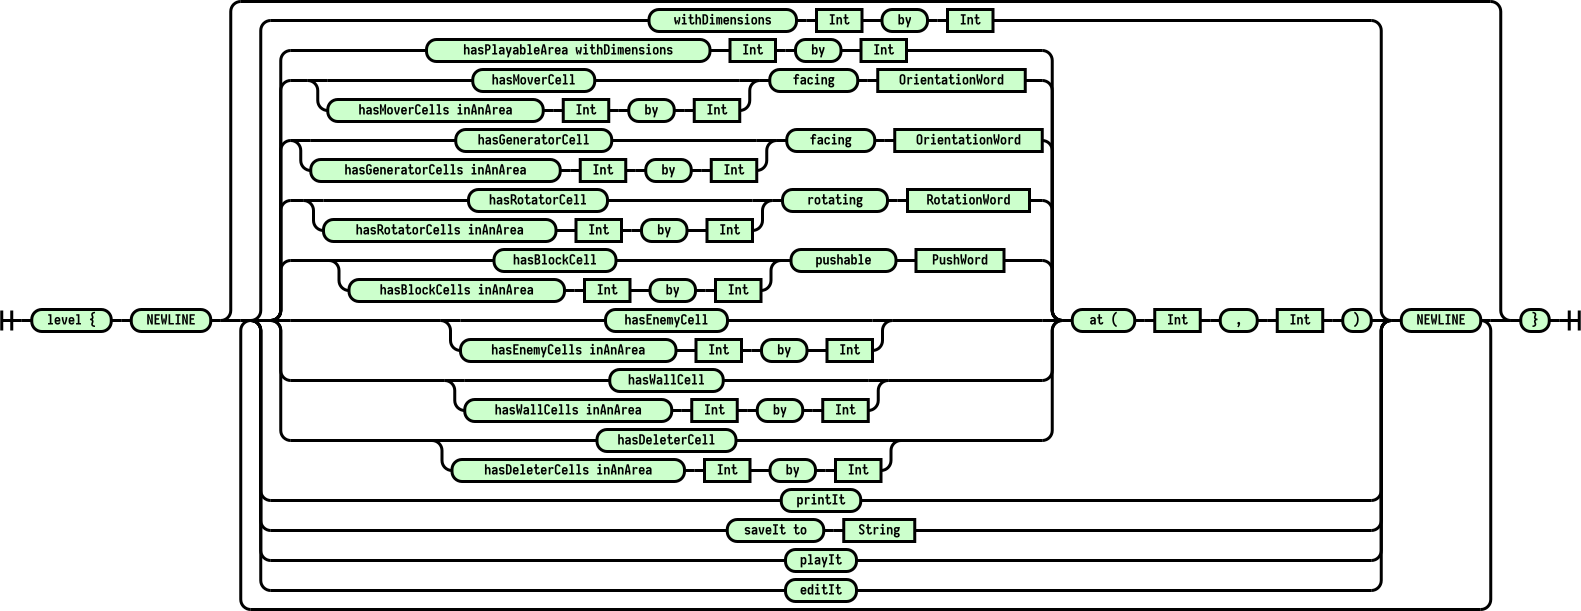 withDimensions Int by Int
hasPlayableArea withDimensions Int by Int
hasMoverCell facing OrientationWord
hasMoverCells inAnArea Int by Int
hasGeneratorCell facing OrientationWord
hasGeneratorCells inAnArea Int by Int
hasRotatorCell rotating RotationWord
hasRotatorCells inAnArea Int by Int
hasBlockCell pushable PushWord
hasBlockCells inAnArea Int by Int
level { NEWLINE hasEnemyCell at ( Int , Int ) NEWLINE }
hasEnemyCells inAnArea Int by Int
hasWallCell
hasWallCells inAnArea Int by Int
hasDeleterCell
hasDeleterCells inAnArea Int by Int
printIt
saveIt to String
playIt
editIt